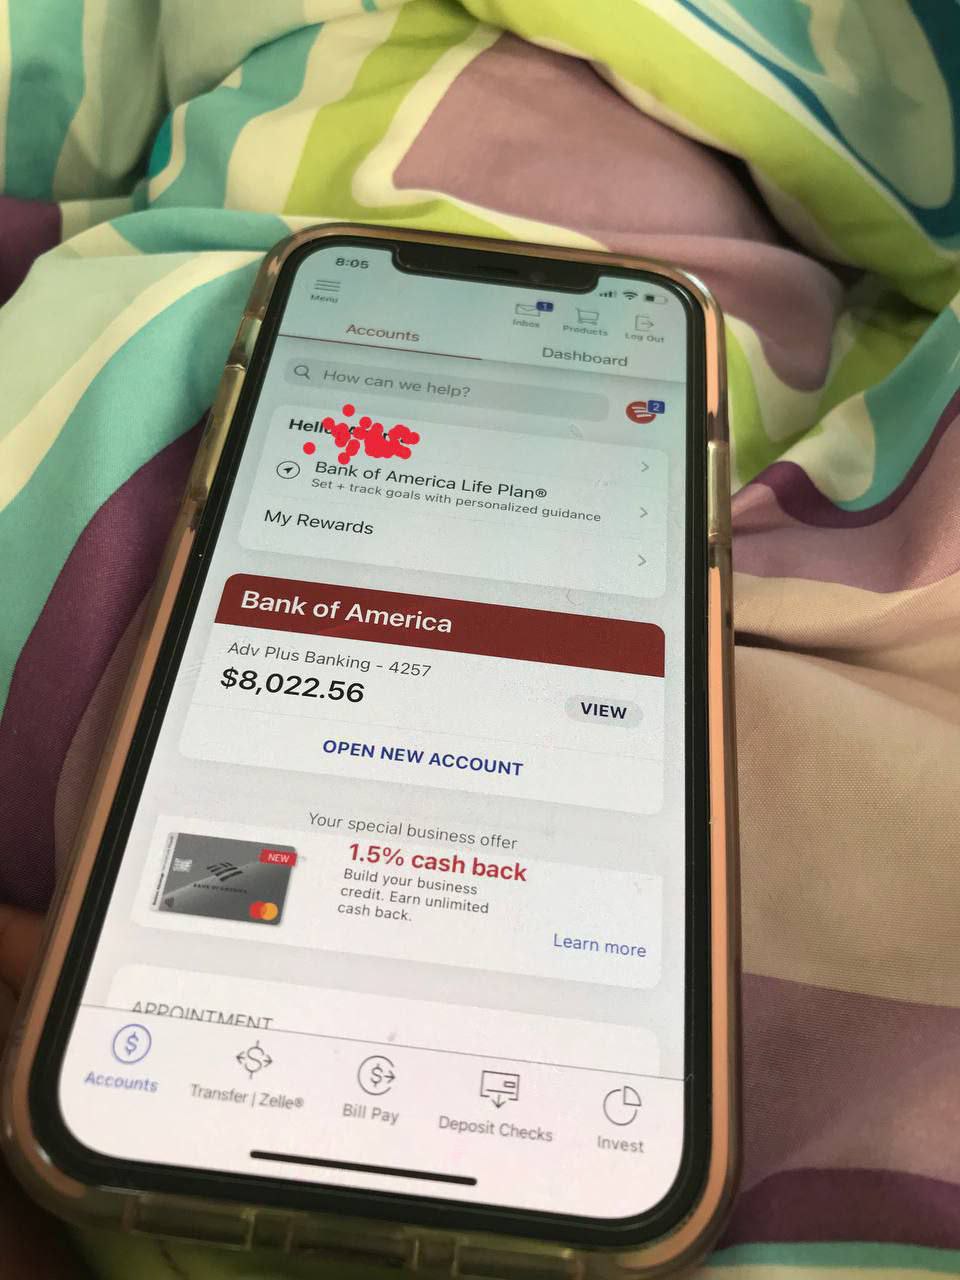 8:05
Menu
1
Inbox
Products
Log Out
Accounts
Dashboard
How can we help?
2
Hello
Bank of America Life Plan®
Set + track goals with personalized guidance
My Rewards
Bank of America
Adv Plus Banking - 4257
$8,022.56
VIEW
OPEN NEW ACCOUNT
Your special business offer
1.5% cash back
Build your business
credit. Earn unlimited
cash back.
NEW
BANK OF AMERICA
Learn more
APPOINTMENT
Accounts
Transfer | Zelle®
Bill Pay
Deposit Checks
Invest